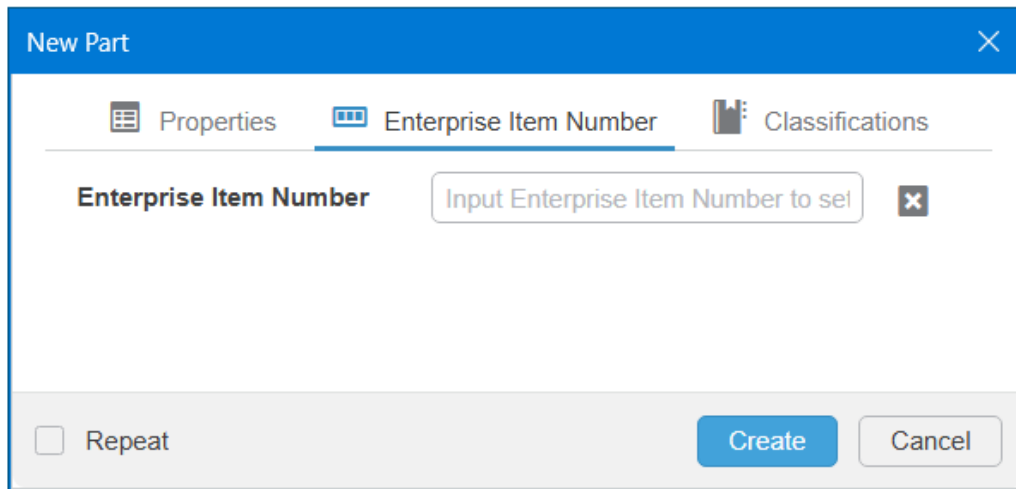 New Part
Properties Enterprise Item Number Classifications
Enterprise Item Number Input Enterprise Item Number to set
Repeat Create Cancel